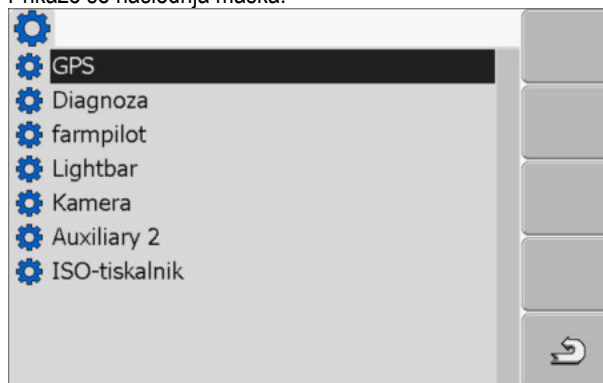 Prikaže se naslednja maska:
GPS
Diagnoza
farmpilot
Lightbar
Kamera
Auxiliary 2
ISO-tiskalnik